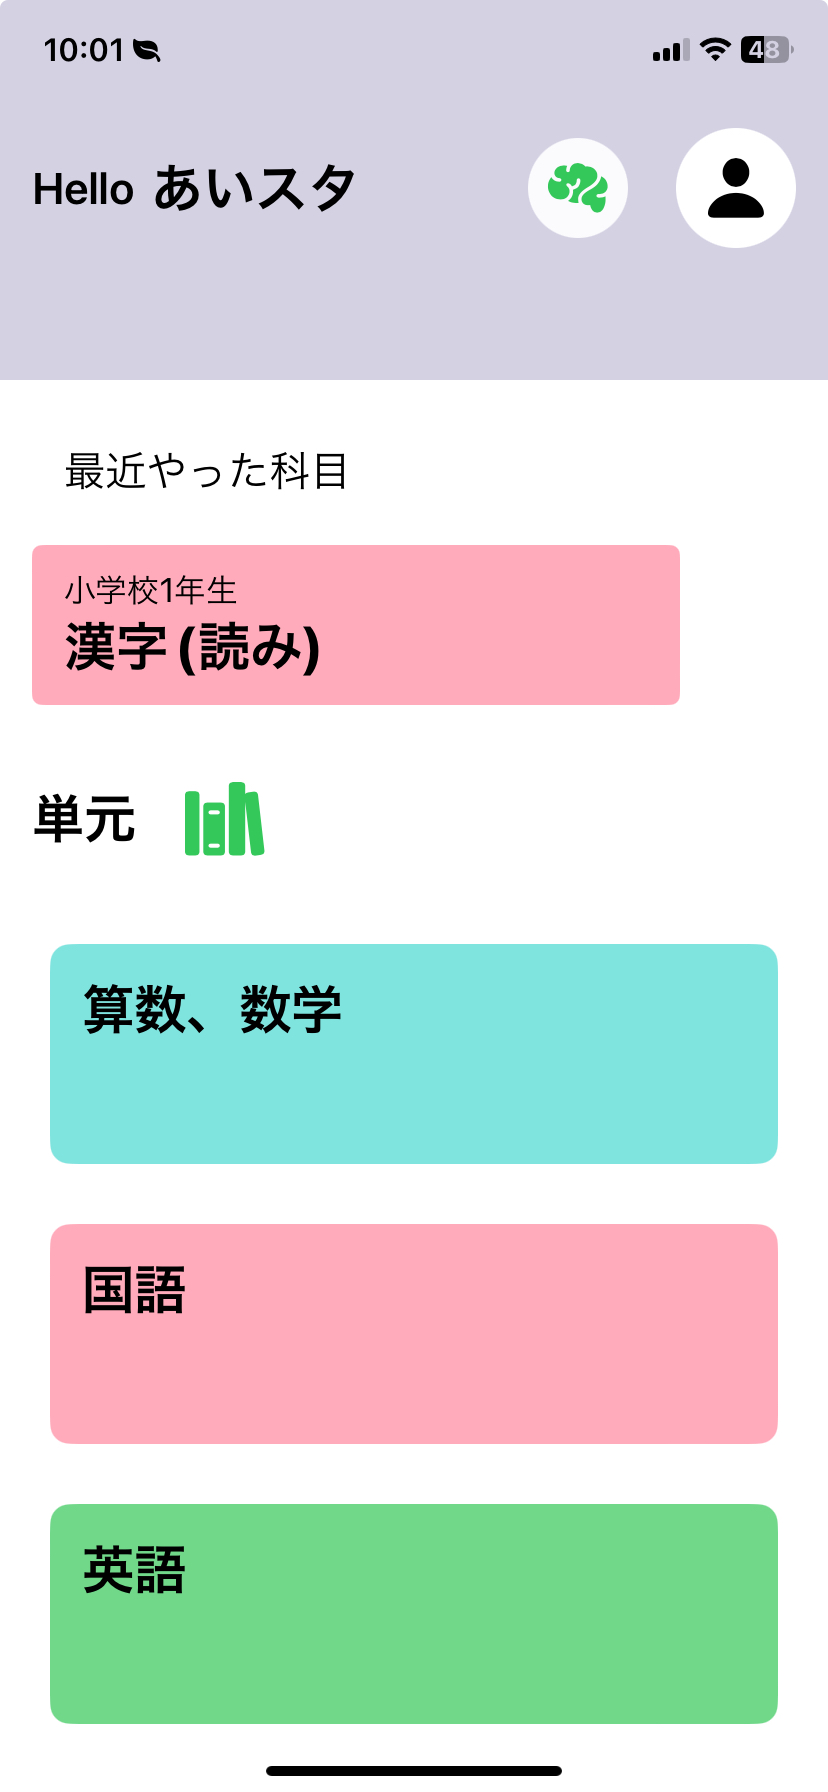 10:01
48
Hello あいスタ
最近やった科目
小学校1年生
漢字 (読み)
単元
算数、数学
国語
英語